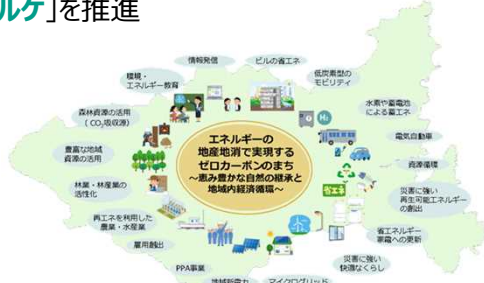 ルケ」を推進
情報発信
ビルの省エネ
環境・
エネルギー教育
低炭素型の
モビリティ
森林資源の活用
(CO₂吸収源)
水素や蓄電池
による蓄エネ
豊富な地域
資源の活用
電気自動車
エネルギーの
地産地消で実現する
ゼロカーボンのまち
~恵み豊かな自然の継承と
地域内経済循環~
資源循環
林業・林産業の
活性化
省エネ
災害に強い
再生可能エネルギー
の創出
再エネを利用した
農業・水産業
省エネルギー
家電への更新
雇用創出
災害に強い
快適なくらし
PPA事業
地域新電力
マイクログリッド
H₂